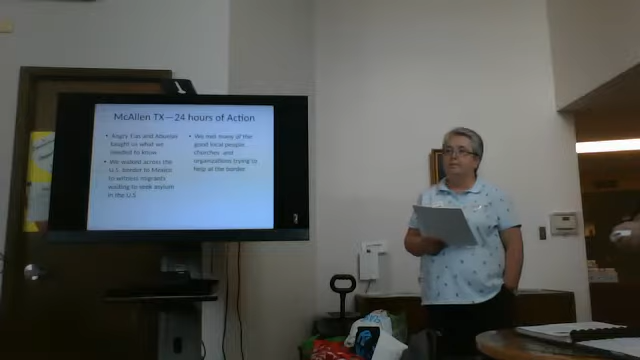 McAllen TX—24 hours of Action
• Angry Tias and Abuelas
taught us what we
needed to know
• We walked across the
U.S. border to Mexico
to witness migrants
waiting to seek asylum
in the U.S
• We met many of the
good local people,
churches and
organizations trying to
help at the border